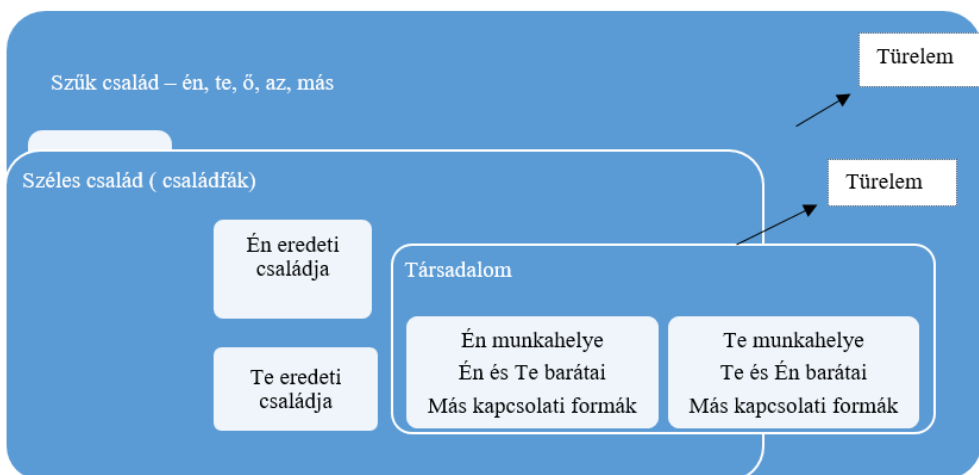 Türelem
Szűk család – én, te, ő, az, más
Széles család ( családfák)
Türelem
Én eredeti
családja
Társadalom
Én munkahelye
Én és Te barátai
Más kapcsolati formák
Te munkahelye
Te és Én barátai
Más kapcsolati formák
Te eredeti
családja